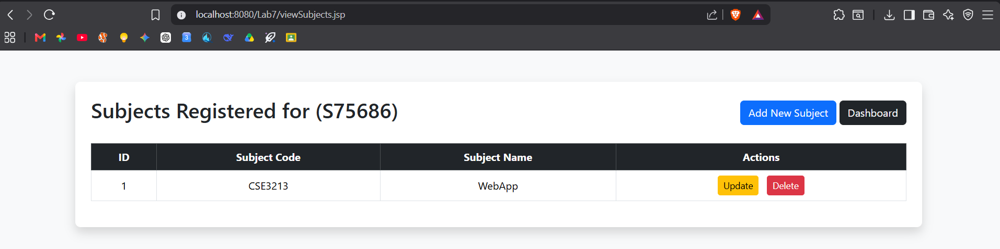 localhost:8080/Lab7/viewSubjects.jsp
3
Subjects Registered for (S75686)
Add New Subject
Dashboard
ID Subject Code Subject Name Actions
1 CSE3213 WebApp Update Delete